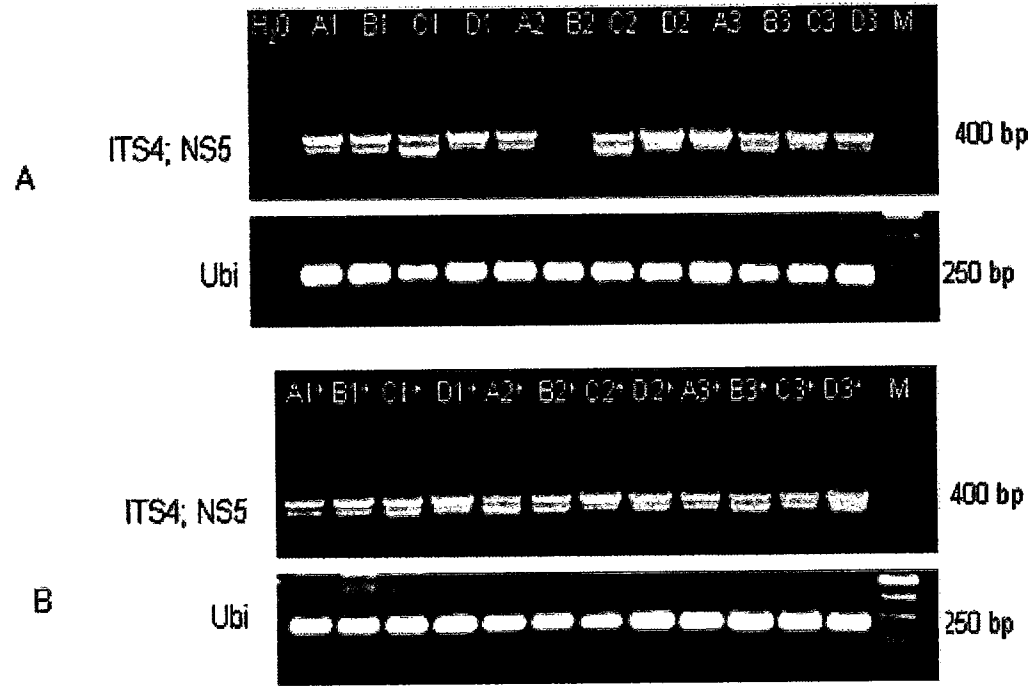 H2O A1 B1 C1 D1 A2 B2 C2 D2 A3 B3 C3 D3 M
ITS4; NS5 400 bp
A
Ubi 250 bp
A1+ B1+ C1+ D1+ A2+ B2+ C2+ D2+ A3+ B3+ C3+ D3+ M
ITS4; NS5 400 bp
B
Ubi 250 bp